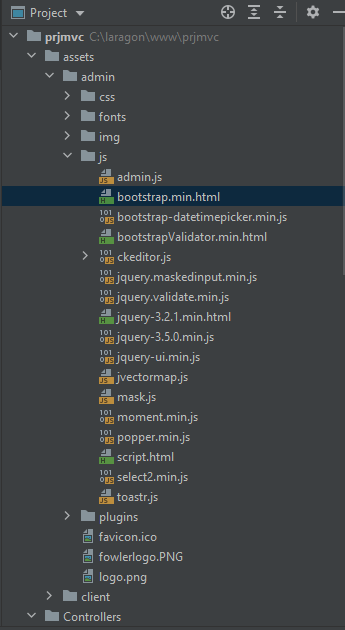 Project
prjmvc C:\laragon\www\prjmvc
assets
admin
css
fonts
img
js
admin.js
bootstrap.min.html
bootstrap-datetimepicker.min.js
bootstrapValidator.min.html
ckeditor.js
jquery.maskedinput.min.js
jquery.validate.min.js
jquery-3.2.1.min.html
jquery-3.5.0.min.js
jquery-ui.min.js
jvectormap.js
mask.js
moment.min.js
popper.min.js
script.html
select2.min.js
toastr.js
plugins
favicon.ico
fowlerlogo.PNG
logo.png
client
Controllers